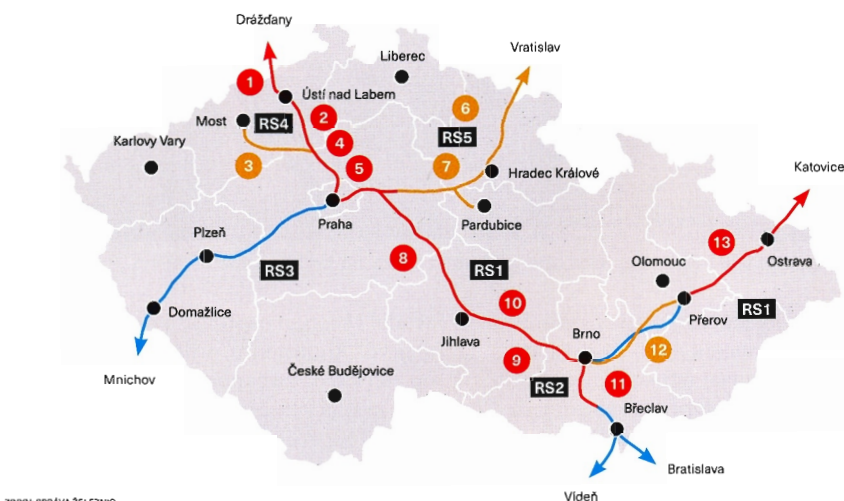 Drážďany
Vratislav
Liberec
1
Ústí nad Labem
Most
RS4
2
6
RS5
4
Karlovy Vary
3
5
7
Hradec Králové
Katovice
Praha
Pardubice
Plzeň
13
8
RS3
RS1
Olomouc
Ostrava
Domažlice
10
Přerov
RS1
Jihlava
Brno
12
9
Mnichov
České Budějovice
RS2
11
Břeclav
Bratislava
Vídeň